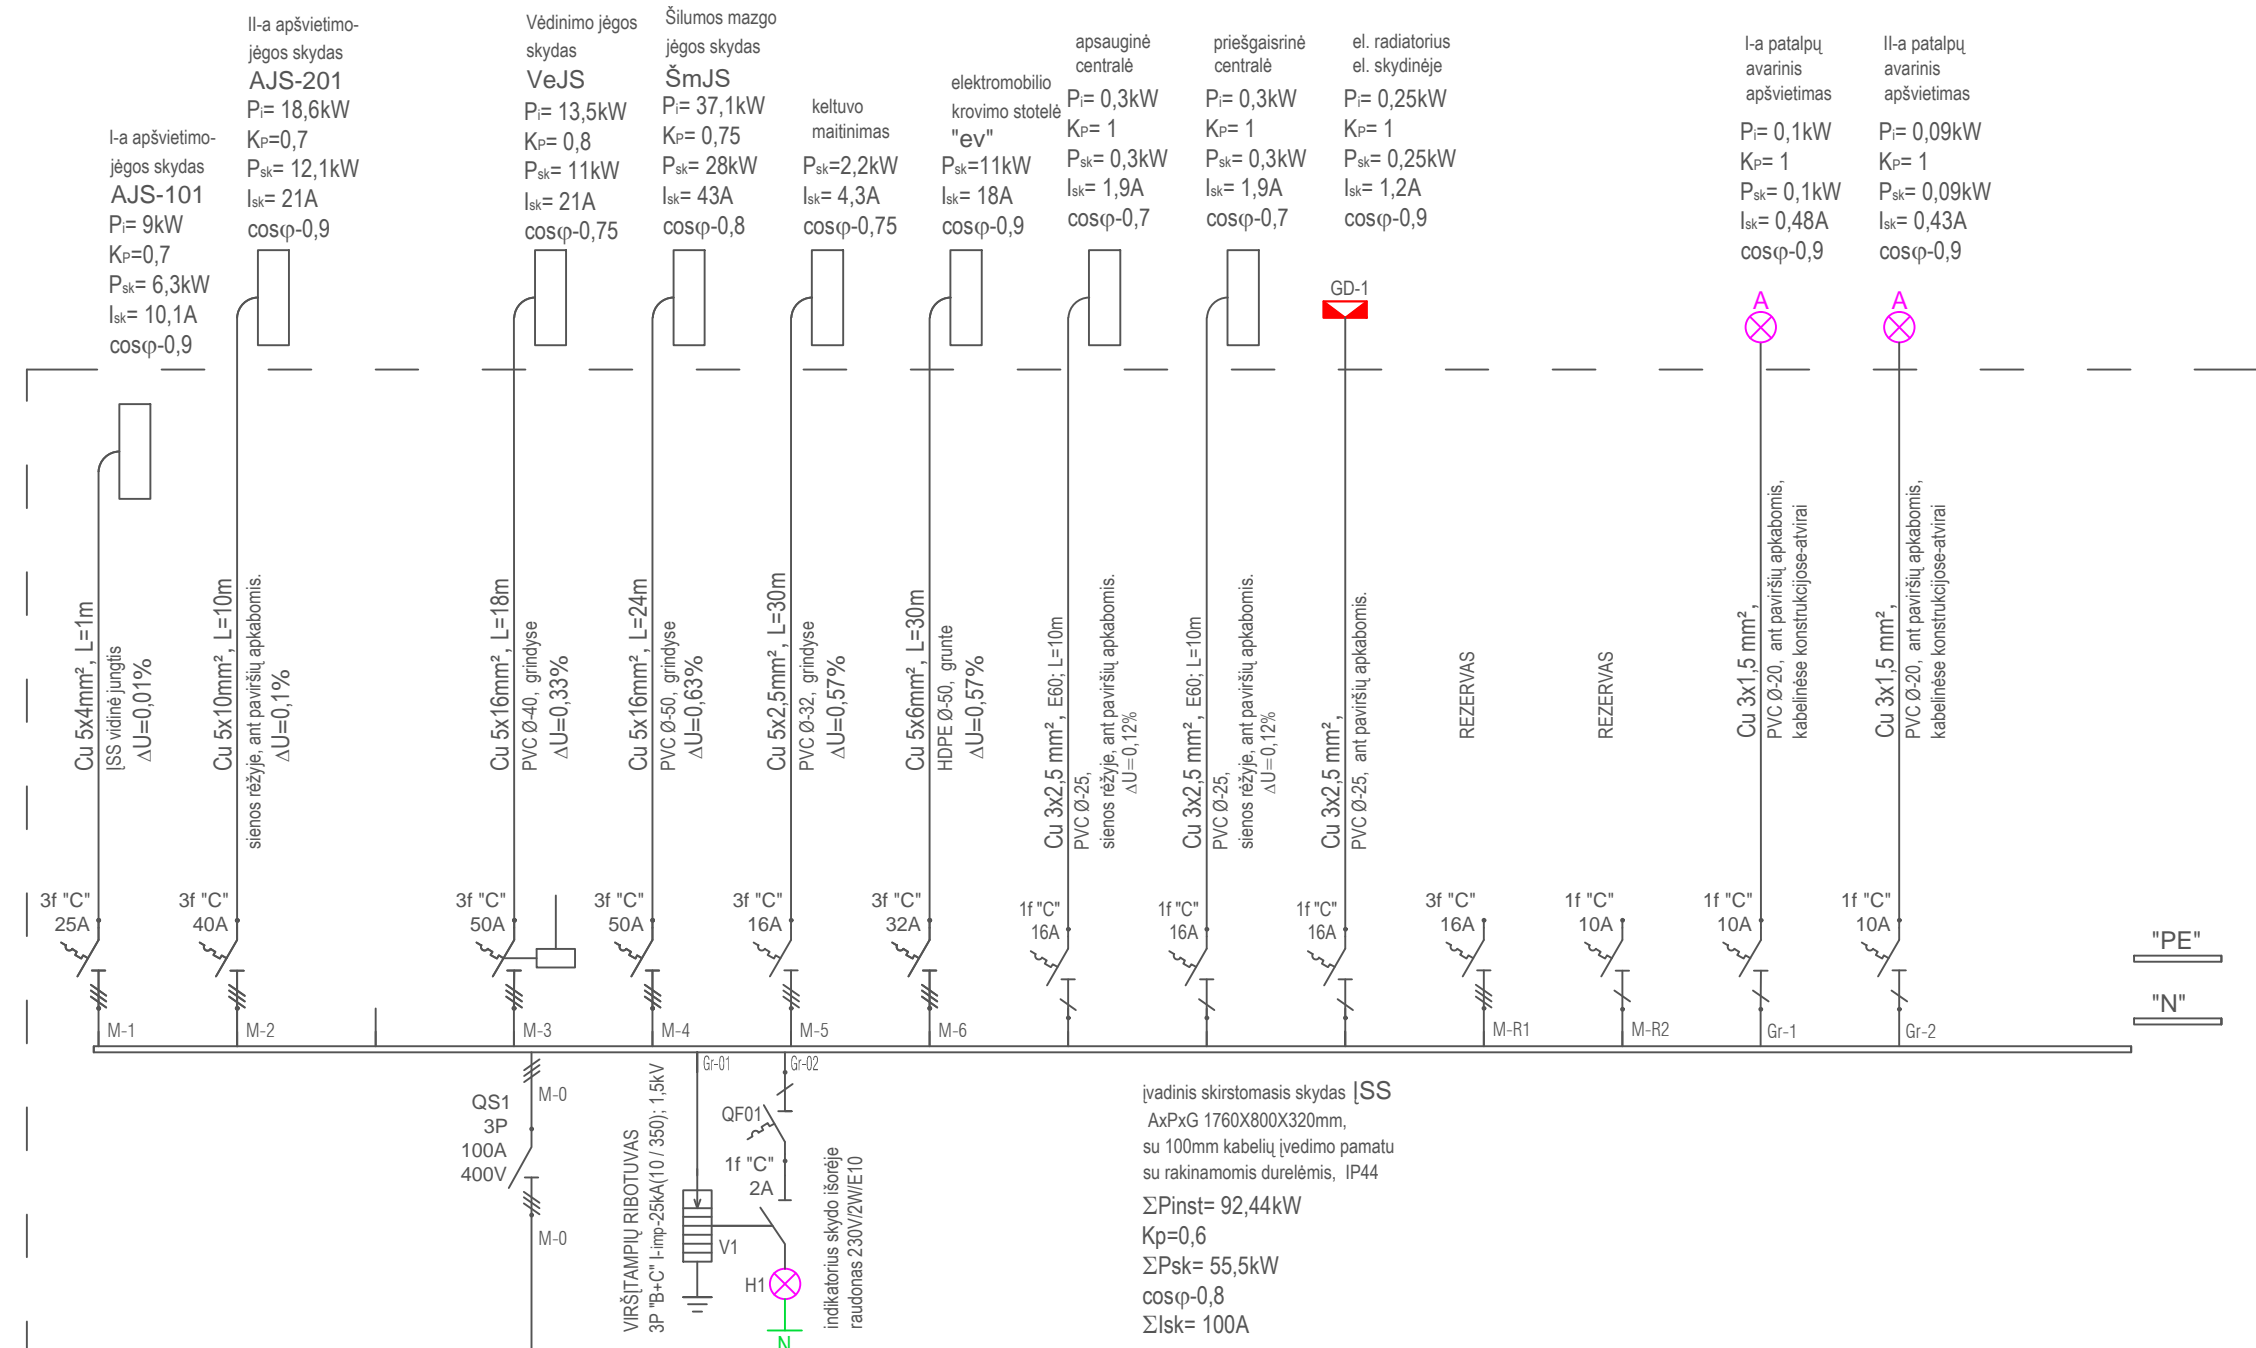 I-a apšvietimo-
jėgos skydas
AJS-101
Pi= 9kW
KP=0,7
Psk= 6,3kW
Isk= 10,1A
cosφ-0,9
II-a apšvietimo-
jėgos skydas
AJS-201
Pi= 18,6kW
KP=0,7
Psk= 12,1kW
Isk= 21A
cosφ-0,9
Vėdinimo jėgos
skydas
VeJS
Pi= 13,5kW
KP= 0,8
Psk= 11kW
Isk= 21A
cosφ-0,75
Šilumos mazgo
jėgos skydas
ŠmJS
Pi= 37,1kW
KP= 0,75
Psk= 28kW
Isk= 43A
cosφ-0,8
keltuvo
maitinimas
Psk=2,2kW
Isk= 4,3A
cosφ-0,75
elektromobilio
krovimo stotelė
"ev"
Psk=11kW
Isk= 18A
cosφ-0,9
apsauginė
centralė
Pi= 0,3kW
KP= 1
Psk= 0,3kW
Isk= 1,9A
cosφ-0,7
priešgaisrinė
centralė
Pi= 0,3kW
KP= 1
Psk= 0,3kW
Isk= 1,9A
cosφ-0,7
el. radiatorius
el. skydinėje
Pi= 0,25kW
KP= 1
Psk= 0,25kW
Isk= 1,2A
cosφ-0,9
GD-1
I-a patalpų
avarinis
apšvietimas
Pi= 0,1kW
KP= 1
Psk= 0,1kW
Isk= 0,48A
cosφ-0,9
A
II-a patalpų
avarinis
apšvietimas
Pi= 0,09kW
KP= 1
Psk= 0,09kW
Isk= 0,43A
cosφ-0,9
A
Cu 5x4mm², L=1m
ĮSS vidinė jungtis
ΔU=0,01%
Cu 5x10mm², L=10m
sienos rėžyje, ant paviršių apkabomis.
ΔU=0,1%
Cu 5x16mm², L=18m
PVC Ø-40, grindyse
ΔU=0,33%
Cu 5x16mm², L=24m
PVC Ø-50, grindyse
ΔU=0,63%
Cu 5x2,5mm², L=30m
PVC Ø-32, grindyse
ΔU=0,57%
Cu 5x6mm², L=30m
HDPE Ø-50, grunte
ΔU=0,57%
Cu 3x2,5 mm², E60; L=10m
PVC Ø-25,
sienos rėžyje, ant paviršių apkabomis.
ΔU=0,12%
Cu 3x2,5 mm², E60; L=10m
PVC Ø-25,
sienos rėžyje, ant paviršių apkabomis.
ΔU=0,12%
Cu 3x2,5 mm²,
PVC Ø-25, ant paviršių apkabomis.
REZERVAS
REZERVAS
Cu 3x1,5 mm²,
PVC Ø-20, ant paviršių apkabomis,
kabelinėse konstrukcijose-atvirai
Cu 3x1,5 mm²,
PVC Ø-20, ant paviršių apkabomis,
kabelinėse konstrukcijose-atvirai
3f "C"
25A
3f "C"
40A
3f "C"
50A
3f "C"
50A
3f "C"
16A
3f "C"
32A
1f "C"
16A
1f "C"
16A
1f "C"
16A
3f "C"
16A
1f "C"
10A
1f "C"
10A
1f "C"
10A
"PE"
"N"
M-1
M-2
M-3
M-4
M-5
M-6
M-R1
M-R2
Gr-1
Gr-2
QS1
3P
100A
400V
M-0
M-0
VIRŠĮTAMPIŲ RIBOTUVAS
3P "B+C" I-imp-25kA(10 / 350); 1,5kV
Gr-01
V1
Gr-02
QF01
1f "C"
2A
H1
N
indikatorius skydo išorėje
raudonas 230V/2W/E10
įvadinis skirstomasis skydas ĮSS
AxPxG 1760X800X320mm,
su 100mm kabelių įvedimo pamatu
su rakinamomis durelėmis, IP44
ΣPinst= 92,44kW
Kp=0,6
ΣPsk= 55,5kW
cosφ-0,8
ΣIsk= 100A